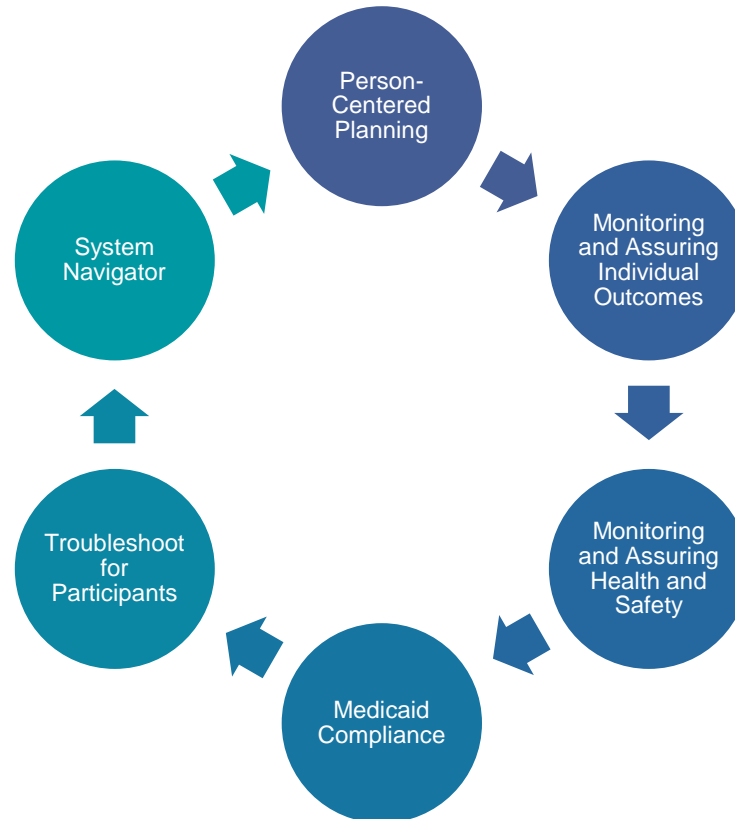 Person-
Centered
Planning
Monitoring
and Assuring
Individual
Outcomes
Monitoring
and Assuring
Health and
Safety
Medicaid
Compliance
Troubleshoot
for
Participants
System
Navigator